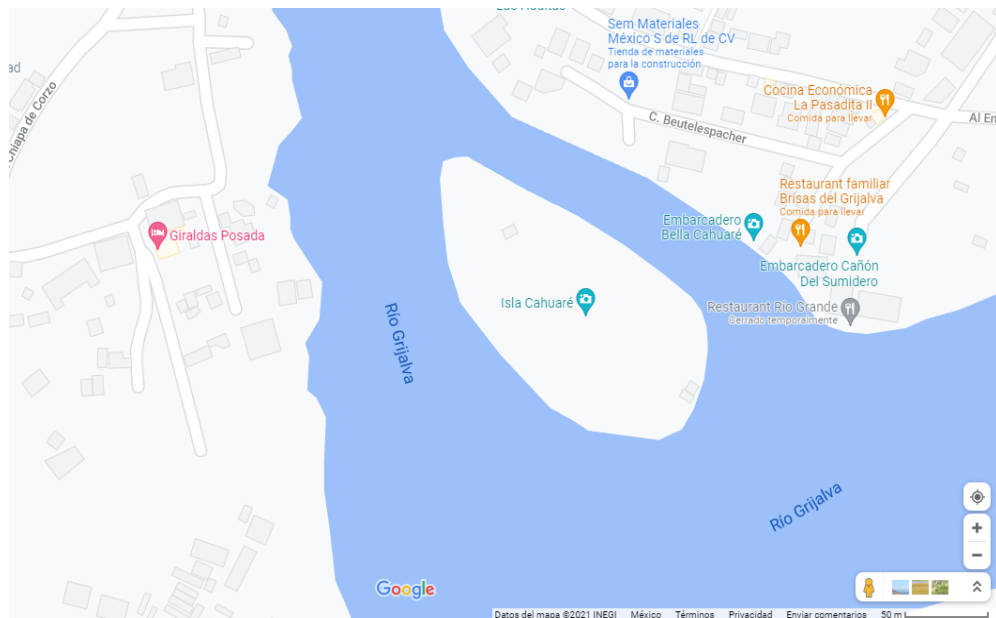 Sem Materiales
México S de RL de CV
Tienda de materiales
para la construcción
ad
Chiapa de Corzo
Cocina Económica
La Pasadita II
Comida para llevar
C. Beutelespacher
Restaurant familiar
Brisas del Grijalva
Comida para llevar
Embarcadero
Bella Cahuaré
Giraldas Posada
Embarcadero Cañón
Del Sumidero
Isla Cahuaré
Restaurant Río Grande
Cerrado temporalmente
Río Grijalva
Río Grijalva
Google
Datos del mapa ©2021 INEGI México Términos Privacidad Enviar comentarios 50 m